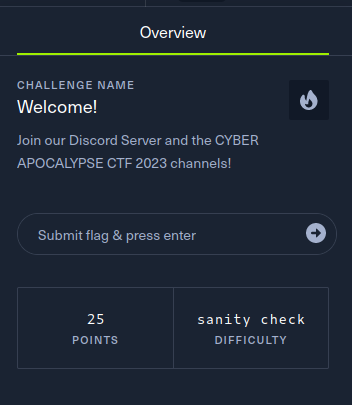 Overview
CHALLENGE NAME
Welcome!
Join our Discord Server and the CYBER
APOCALYPSE CTF 2023 channels!
Submit flag & press enter
25
POINTS
sanity check
DIFFICULTY